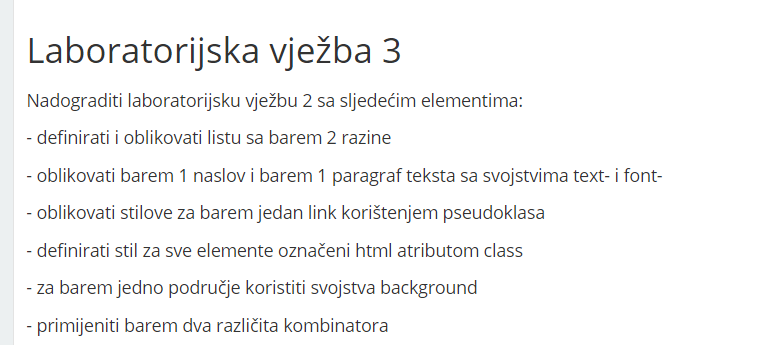 Laboratorijska vježba 3
Nadograditi laboratorijsku vježbu 2 sa sljedećim elementima:
- definirati i oblikovati listu sa barem 2 razine
- oblikovati barem 1 naslov i barem 1 paragraf teksta sa svojstvima text- i font-
- oblikovati stilove za barem jedan link korištenjem pseudoklasa
- definirati stil za sve elemente označeni html atributom class
- za barem jedno područje koristiti svojstva background
- primijeniti barem dva različita kombinatora